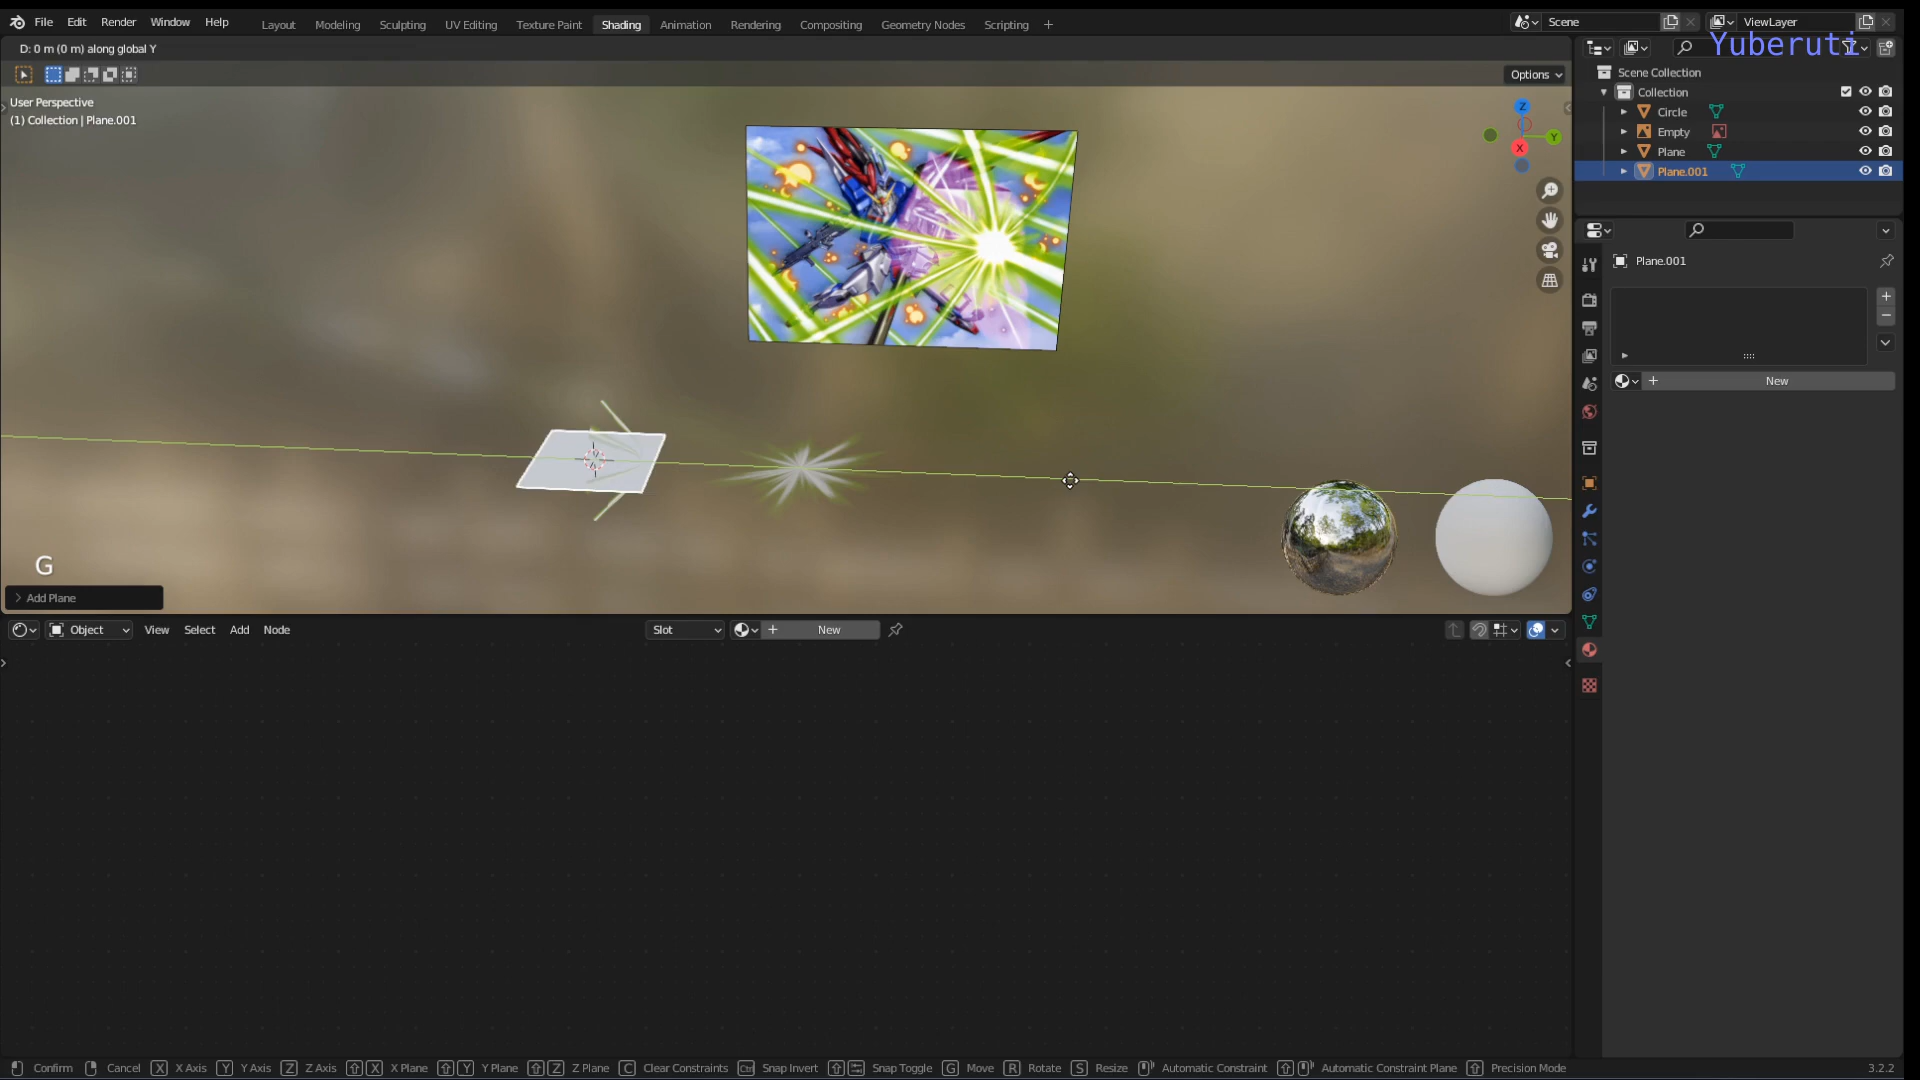 File Edit Render Window Help
Layout Modeling Sculpting UV Editing Texture Paint Shading Animation Rendering Compositing Geometry Nodes Scripting +
Scene
ViewLayer
D: 0 m (0 m) along global Y
Yuberuti
Options
User Perspective
(1) Collection | Plane.001
Z
Y
X
Scene Collection
Collection
Circle
Empty
Plane
Plane.001
Plane.001
New
G
Add Plane
Object View Select Add Node
Slot
New
Confirm Cancel X X Axis Y Y Axis Z Z Axis X X Plane Y Y Plane Z Z Plane C Clear Constraints Ctrl Snap Invert Snap Toggle G Move R Rotate S Resize Automatic Constraint Automatic Constraint Plane Precision Mode
3.2.2